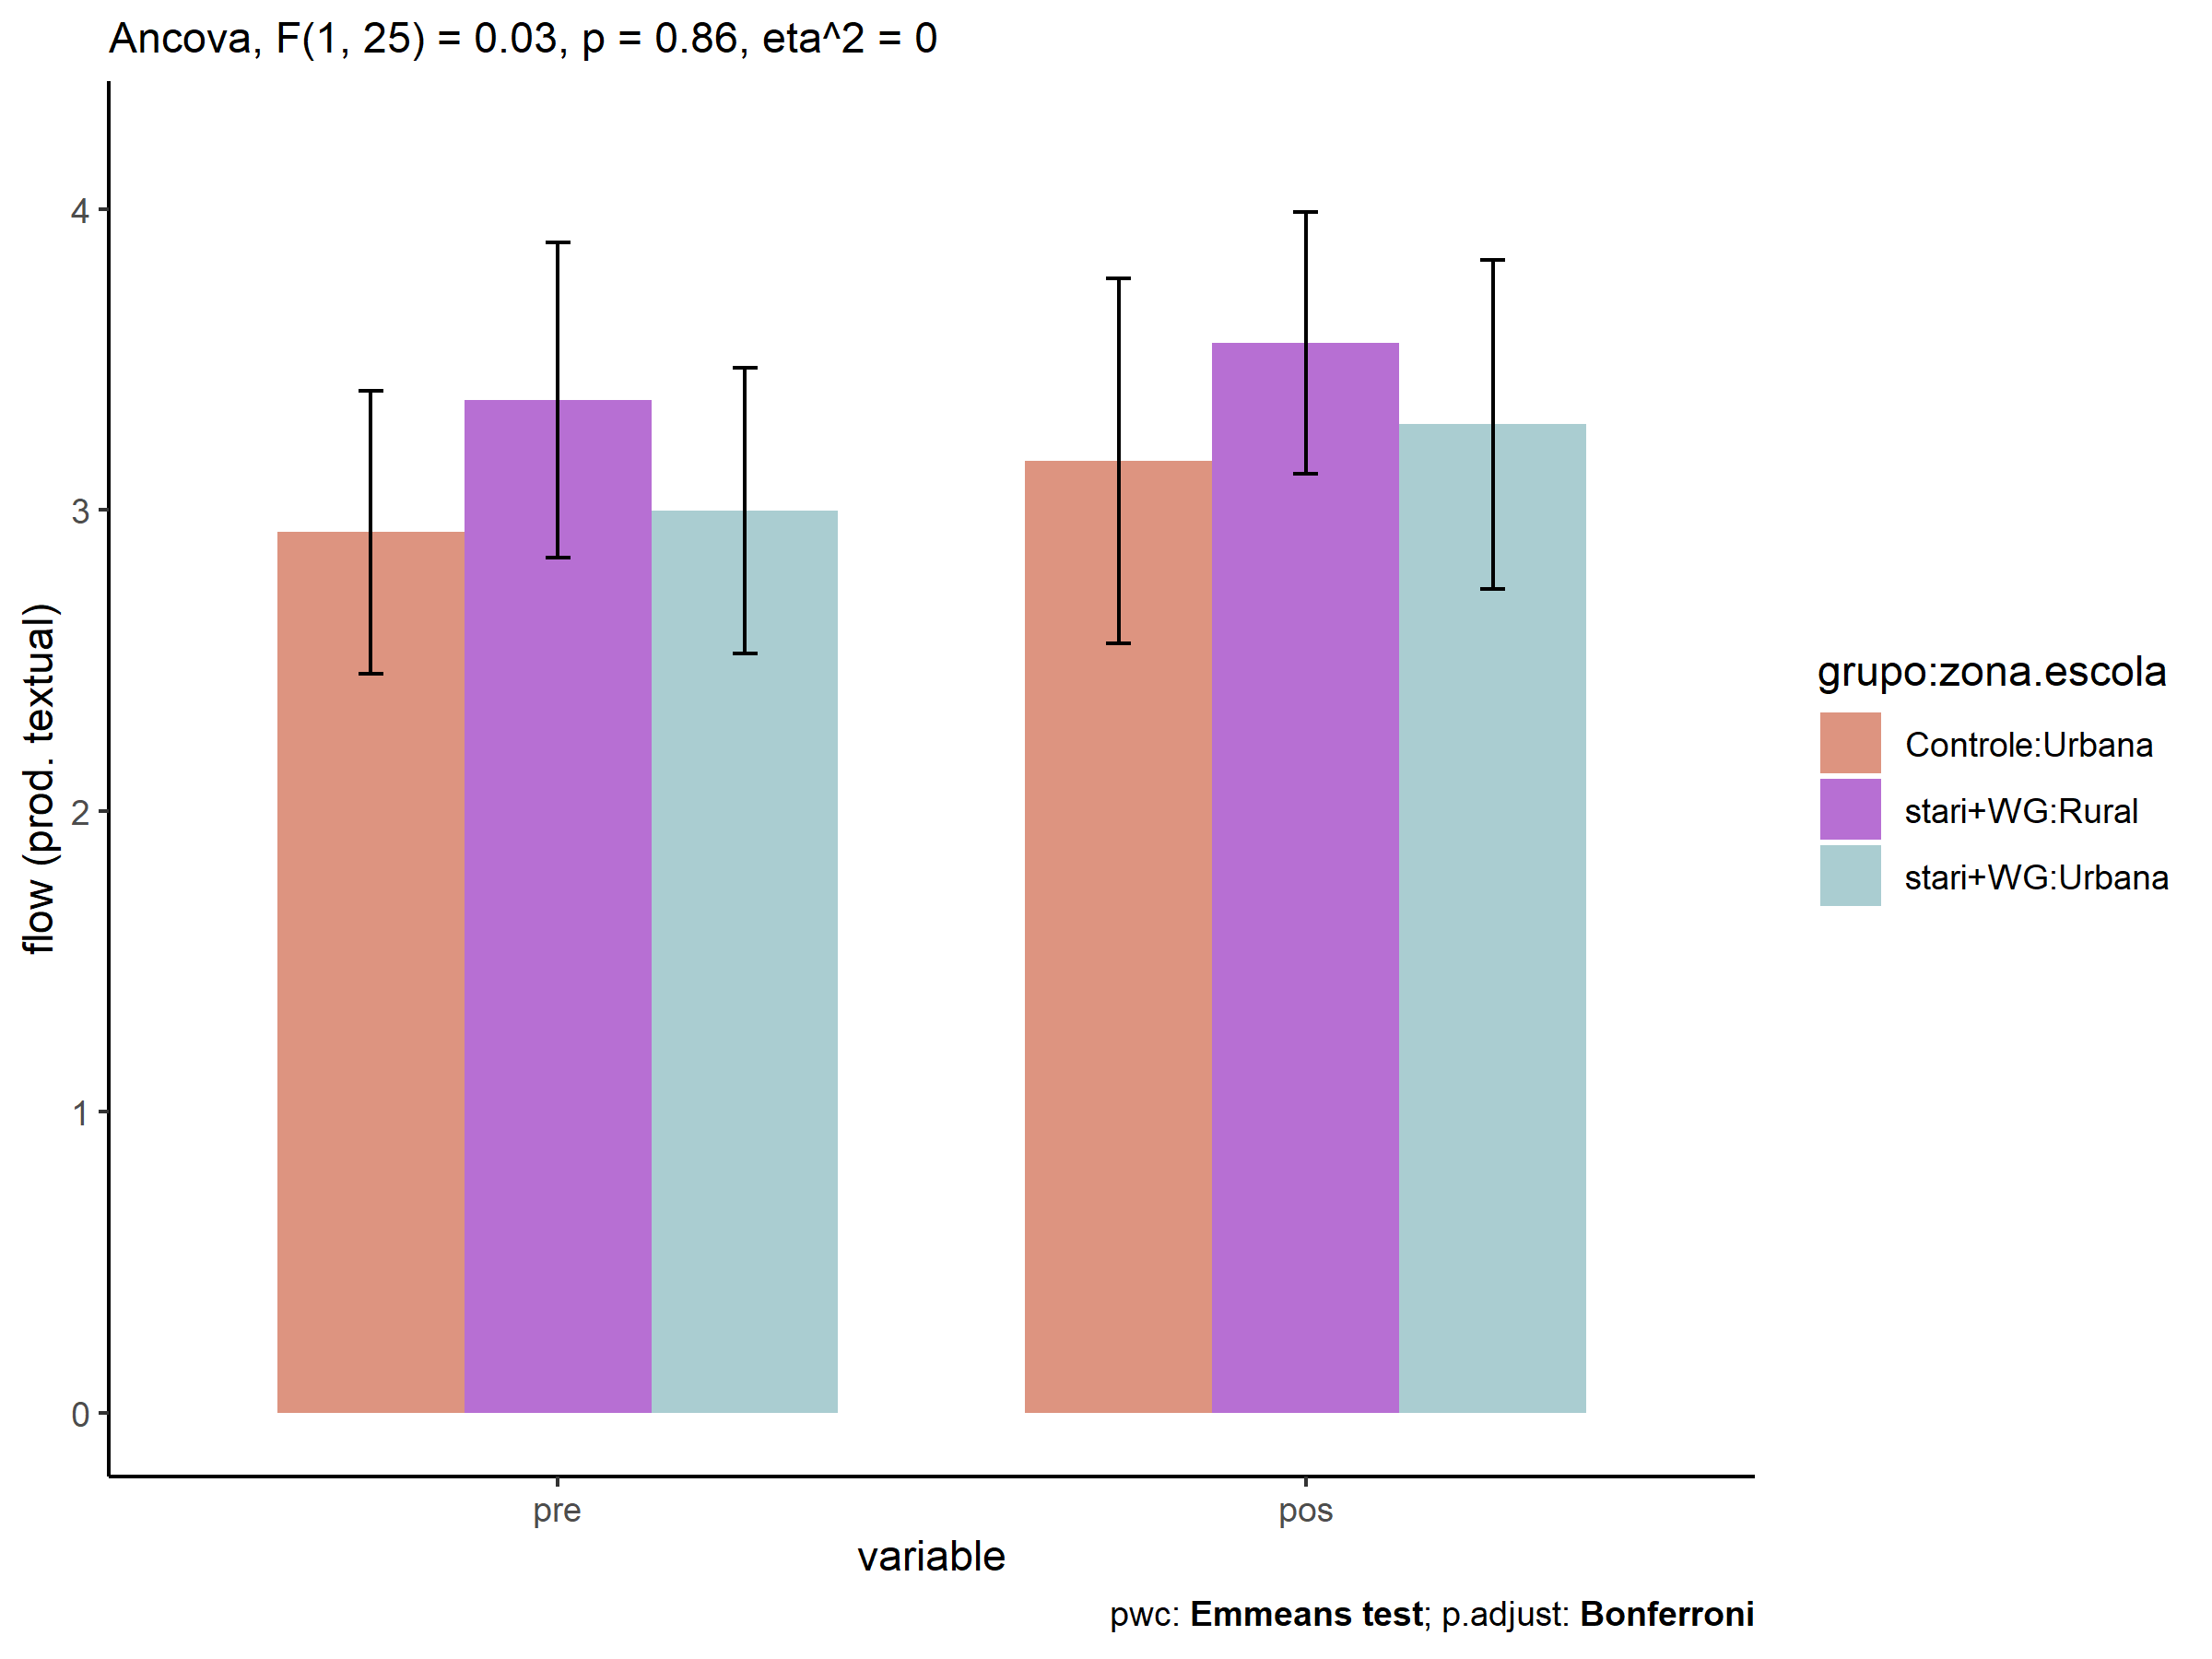 Ancova, F(1, 25) = 0.03, p = 0.86, eta^2 = 0
flow (prod. textual)
4
3
2
1
0
pre
pos
variable
grupo:zona.escola
Controle:Urbana
stari+WG:Rural
stari+WG:Urbana
pwc: Emmeans test; p.adjust: Bonferroni